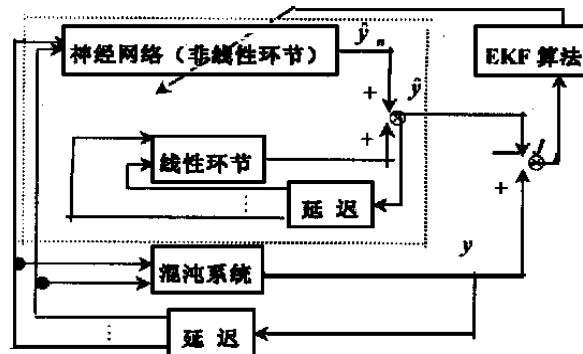 ŷₙ
神经网络（非线性环节）
EKF 算法
ŷ
+
+
线性环节
延 迟
+
y
混沌系统
延 迟